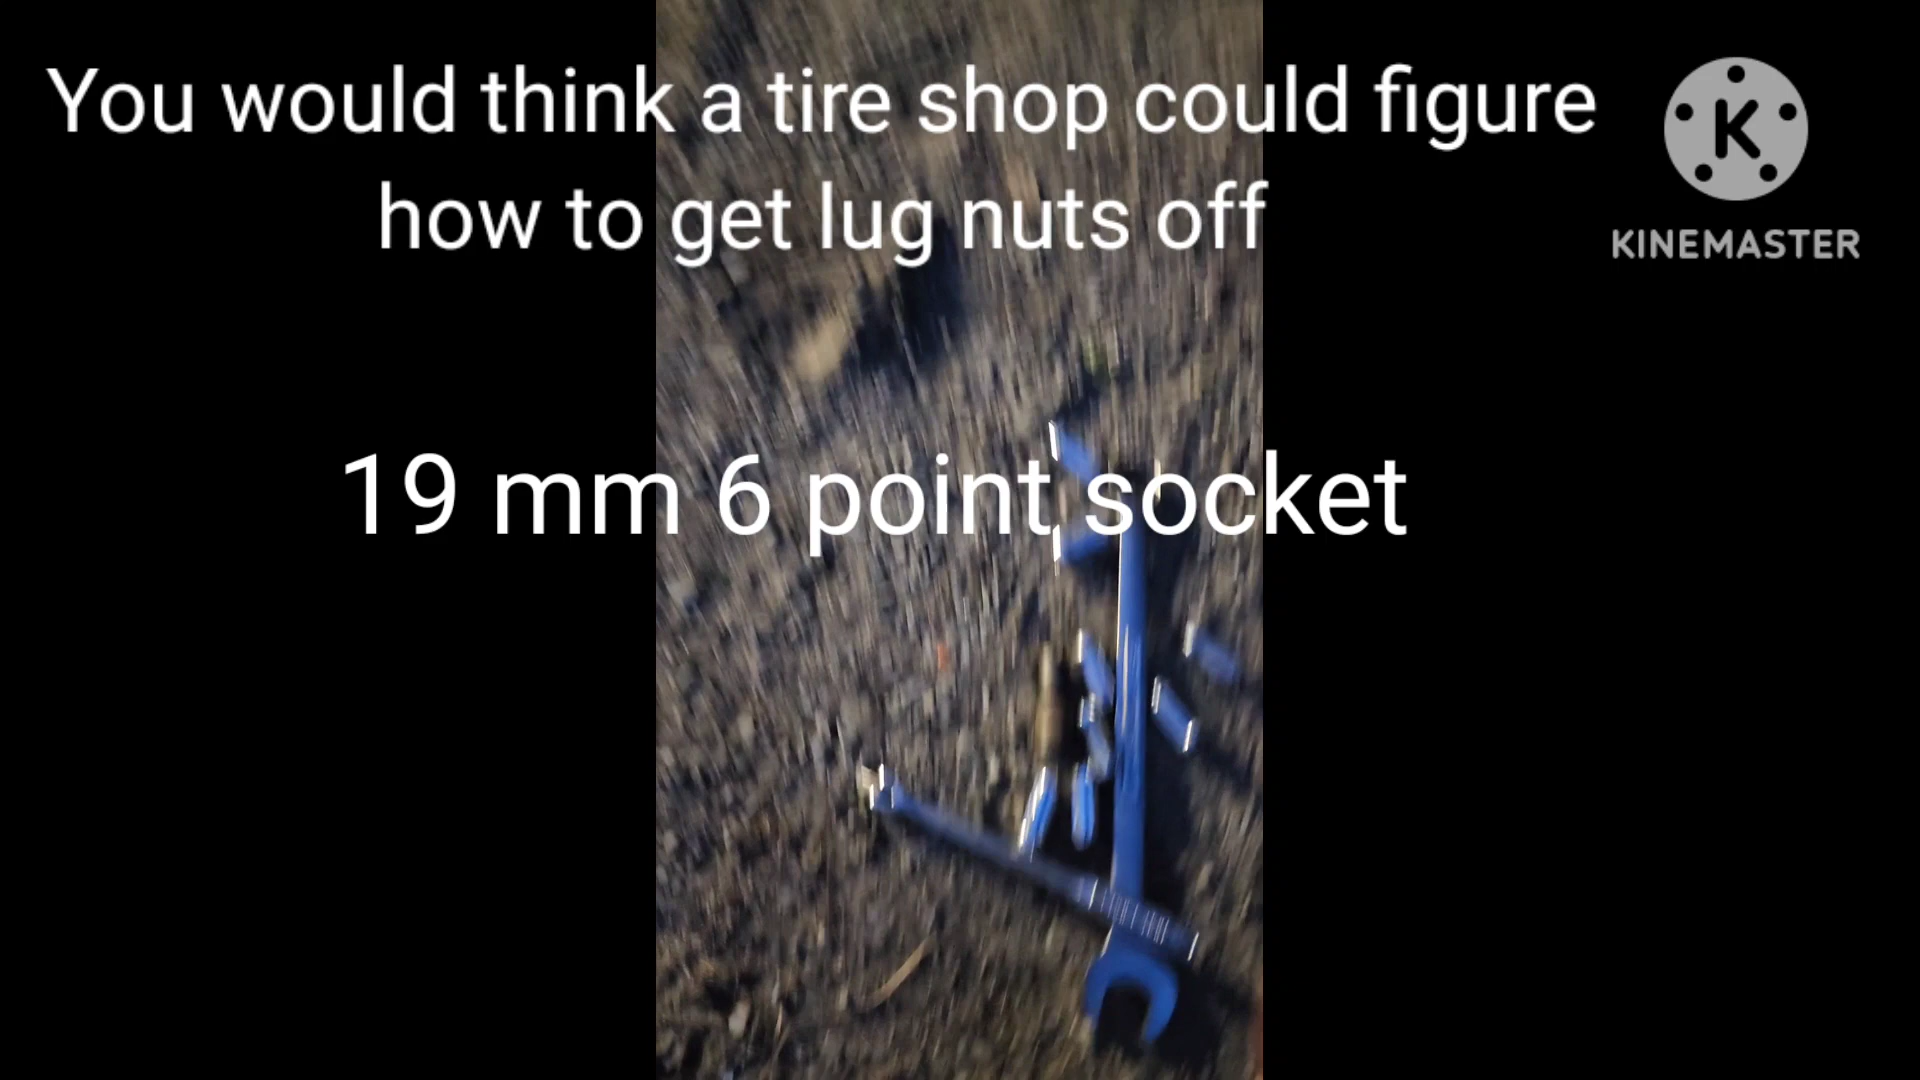 You would think a tire shop could figure
how to get lug nuts off
K
KINEMASTER
19 mm 6 point socket